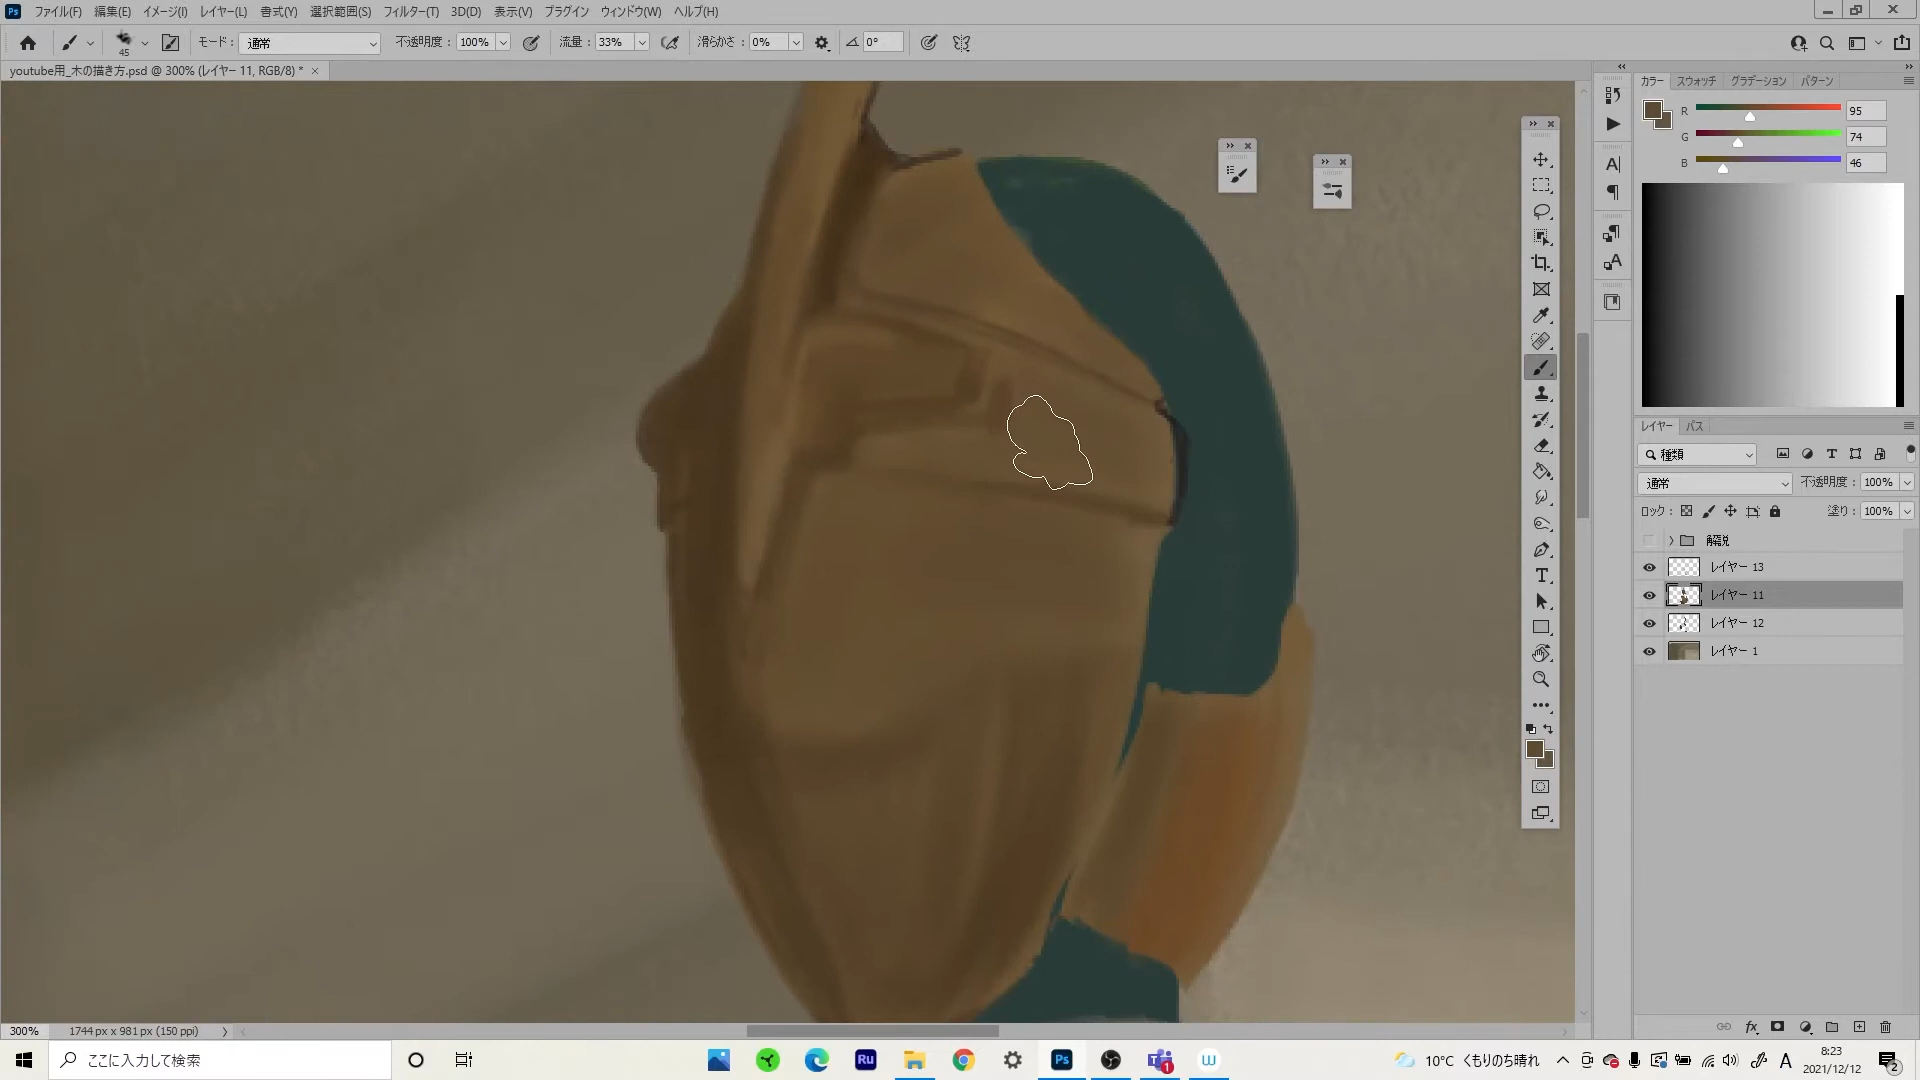 ファイル(F) 編集(E) イメージ(I) レイヤー(L) 書式(Y) 選択範囲(S) フィルター(T) 3D(D) 表示(V) プラグイン ウィンドウ(W) ヘルプ(H)
45 モード: 通常 不透明度: 100% 流量: 33% 滑らかさ: 0% 0°
youtube用_木の描き方.psd @ 300% (レイヤー 11, RGB/8) *
カラー スウォッチ グラデーション パターン
R 95
G 74
B 46
レイヤー パス
種類
通常 不透明度: 100%
ロック: 塗り: 100%
解説
レイヤー 13
レイヤー 11
レイヤー 12
レイヤー 1
300% 1744 px x 981 px (150 ppi)
ここに入力して検索
Ru
Ps
1
W
10°C くもりのち晴れ
A
8:23
2021/12/12
2